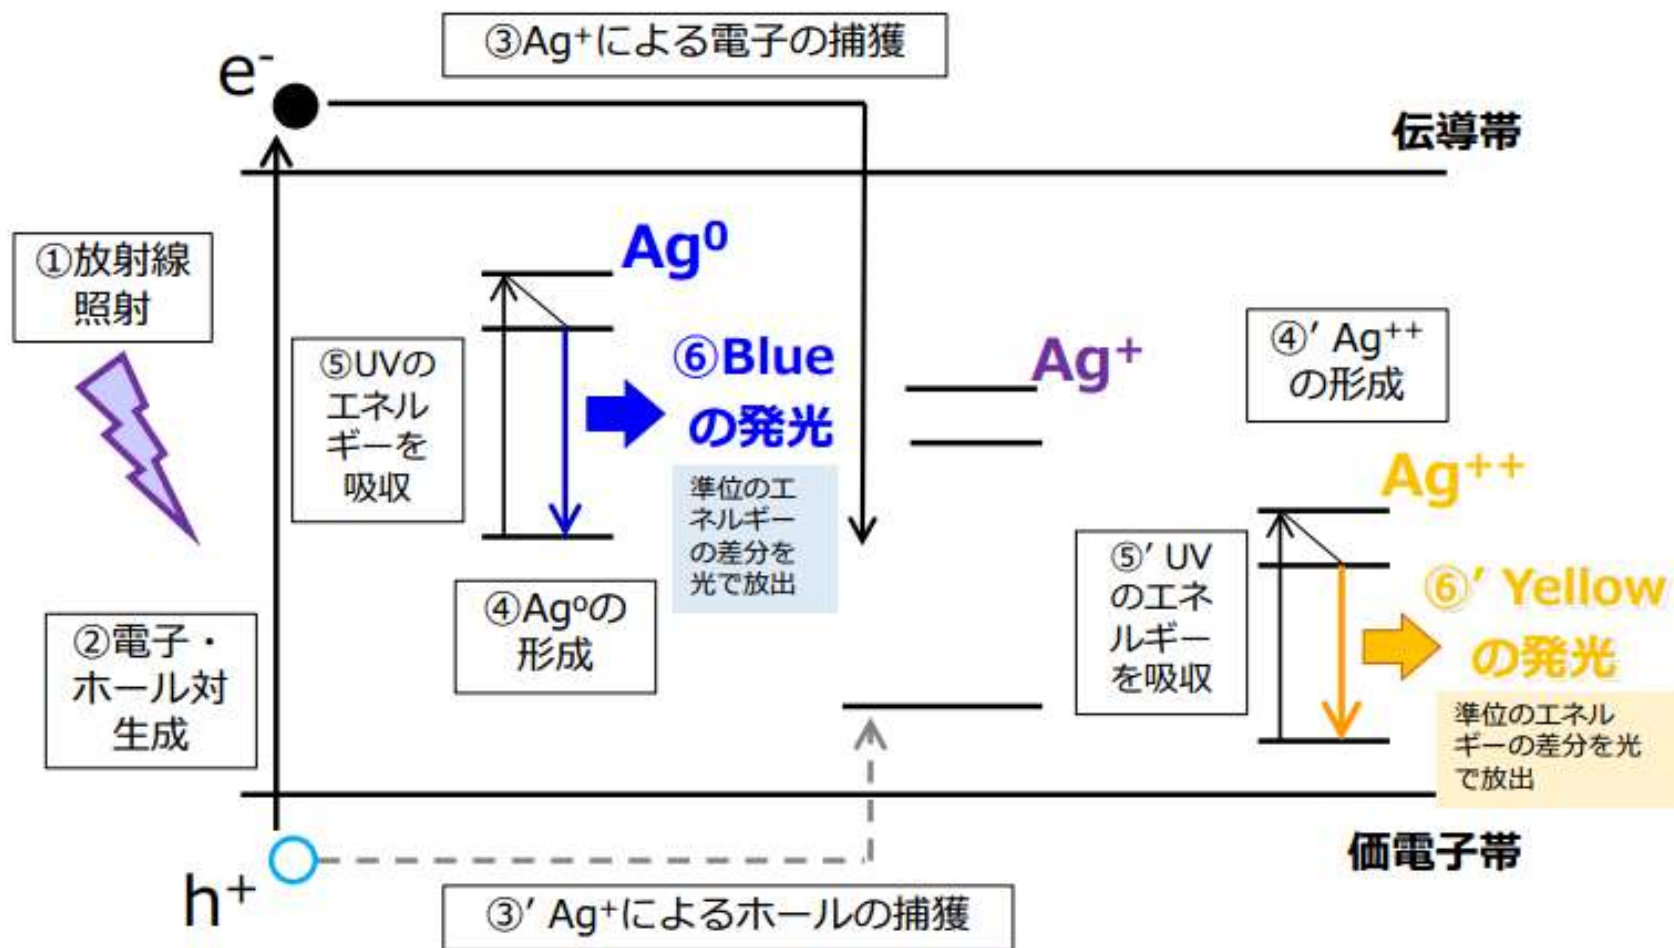 ③Ag⁺による電子の捕獲
e⁻
伝導帯
①放射線
照射
Ag⁰
⑤UVの
エネル
ギーを
吸収
⑥Blue
の発光
準位のエ
ネルギー
の差分を
光で放出
④Ag⁰の
形成
Ag⁺
④′ Ag⁺⁺
の形成
Ag⁺⁺
⑤′ UV
のエネ
ルギー
を吸収
⑥′ Yellow
の発光
準位のエネル
ギーの差分を光
で放出
②電子・
ホール対
生成
価電子帯
h⁺
③′ Ag⁺によるホールの捕獲